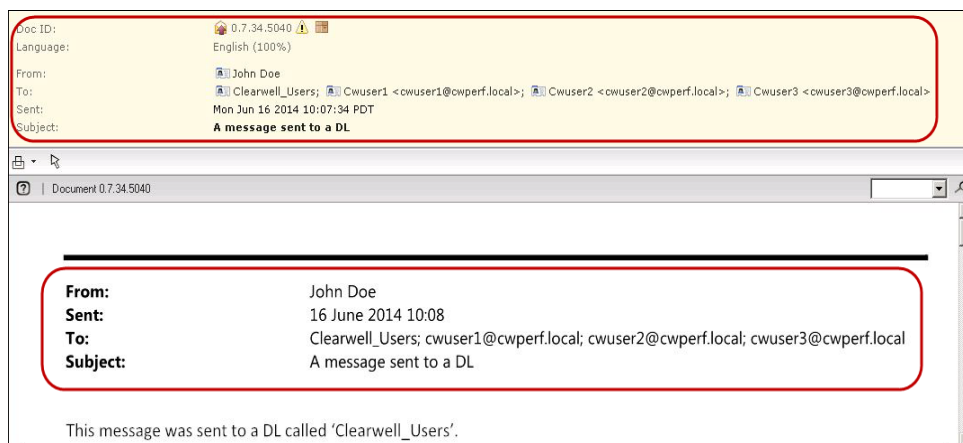 Doc ID: 0.7.34.5040
Language: English (100%)
From: John Doe
To: Clearwell_Users; Cwuser1 <cwuser1@cwperf.local>; Cwuser2 <cwuser2@cwperf.local>; Cwuser3 <cwuser3@cwperf.local>
Sent: Mon Jun 16 2014 10:07:34 PDT
Subject: A message sent to a DL
? | Document 0.7.34.5040
From: John Doe
Sent: 16 June 2014 10:08
To: Clearwell_Users; cwuser1@cwperf.local; cwuser2@cwperf.local; cwuser3@cwperf.local
Subject: A message sent to a DL
This message was sent to a DL called ‘Clearwell_Users’.